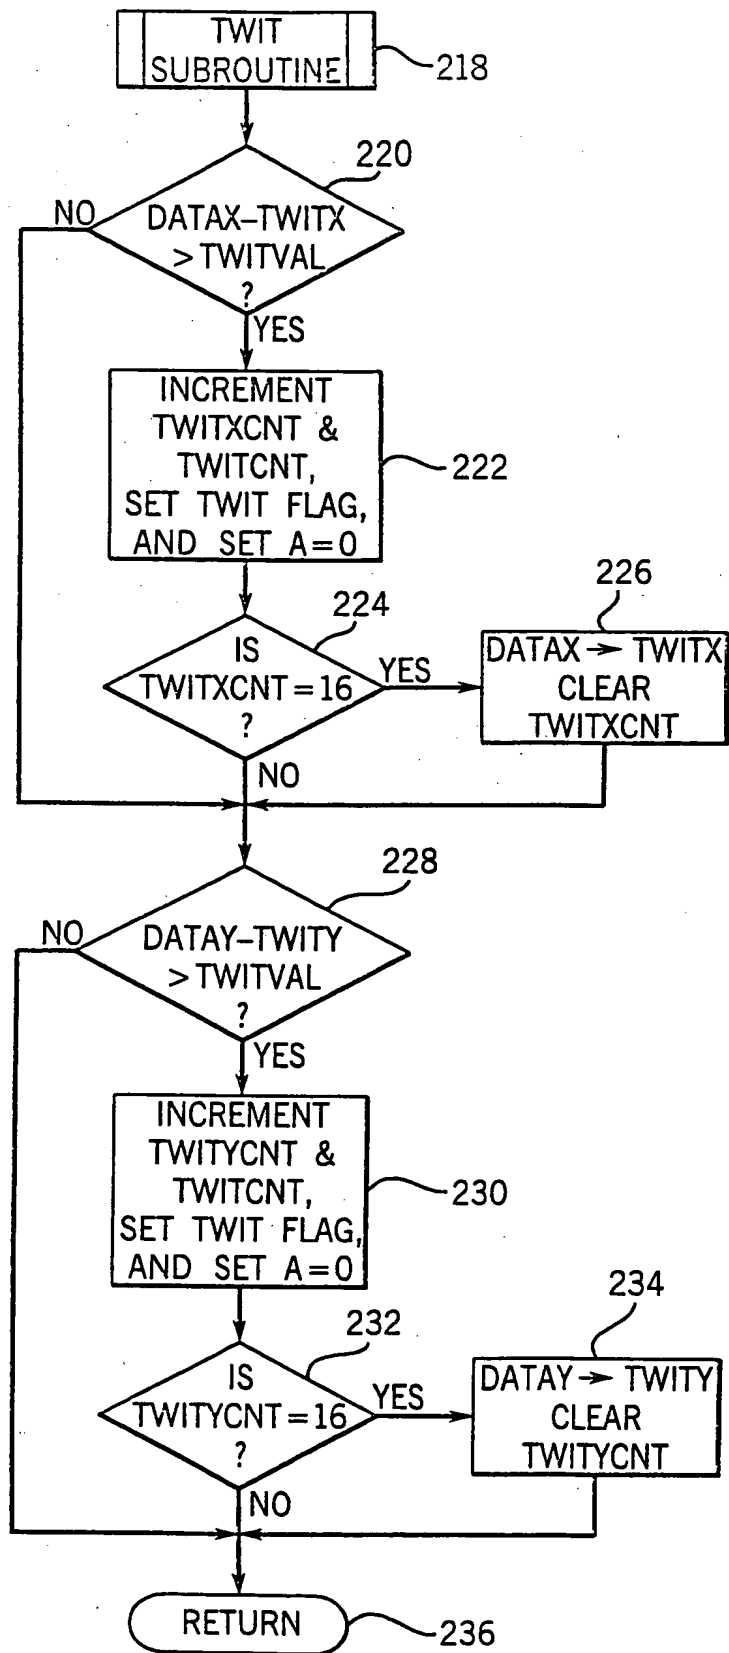 TWIT
SUBROUTINE
218
220
NO
DATAX–TWITX
> TWITVAL
?
YES
INCREMENT
TWITXCNT &
TWITCNT,
SET TWIT FLAG,
AND SET A=0
222
224
IS
TWITXCNT=16
?
YES
226
DATAX → TWITX
CLEAR
TWITXCNT
NO
228
NO
DATAY–TWITY
> TWITVAL
?
YES
INCREMENT
TWITYCNT &
TWITCNT,
SET TWIT FLAG,
AND SET A=0
230
232
IS
TWITYCNT=16
?
YES
234
DATAY → TWITY
CLEAR
TWITYCNT
NO
RETURN
236